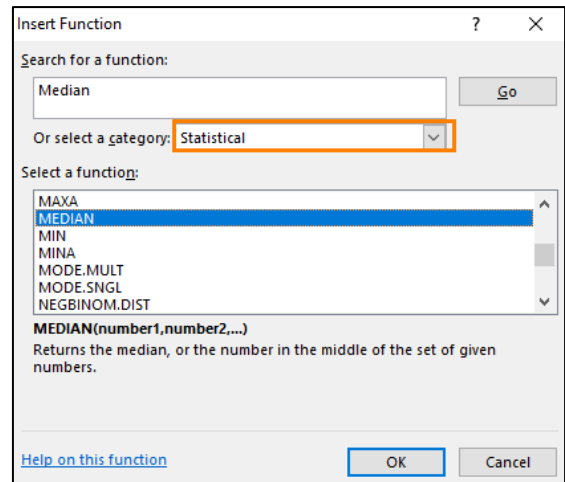 Insert Function ? ×
Search for a function:
Median
Go
Or select a category: Statistical
Select a function:
MAXA
MEDIAN
MIN
MINA
MODE.MULT
MODE.SNGL
NEGBINOM.DIST
MEDIAN(number1,number2,...)
Returns the median, or the number in the middle of the set of given
numbers.
Help on this function
OK
Cancel